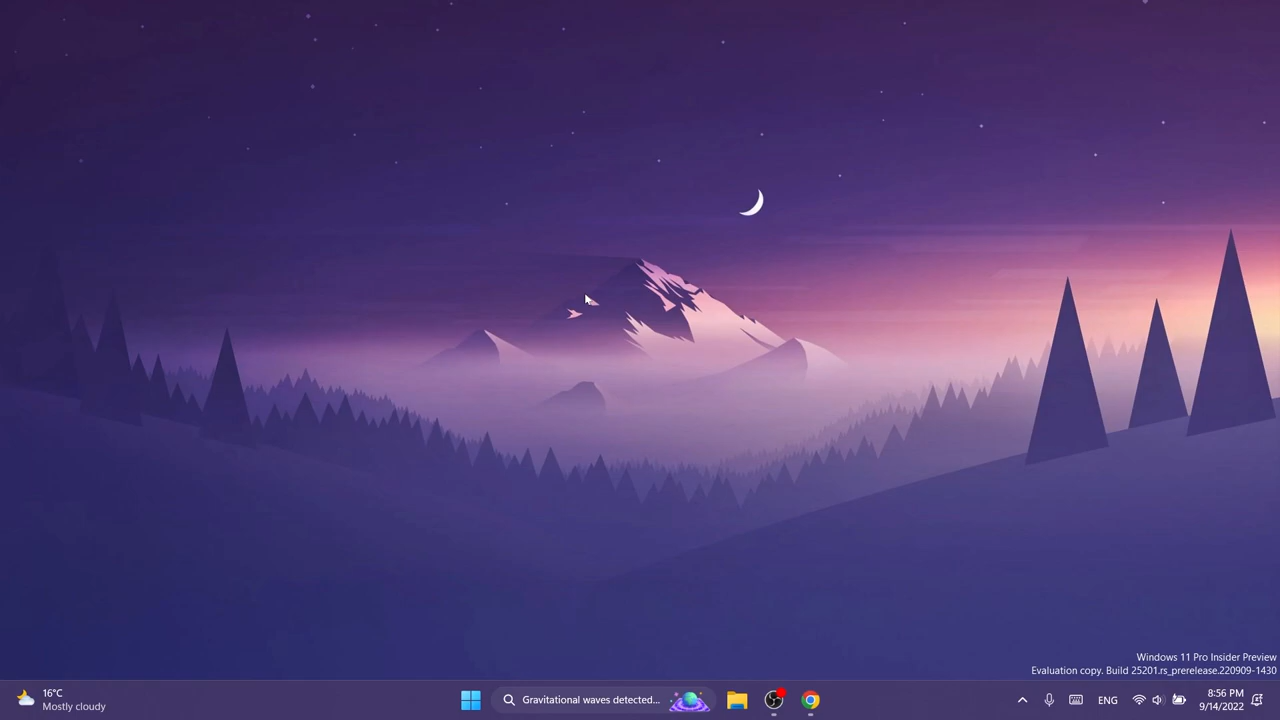 Windows 11 Pro Insider Preview
Evaluation copy. Build 25201.rs_prerelease.220909-1430
16°C
Mostly cloudy
Gravitational waves detected...
ENG
8:56 PM
9/14/2022